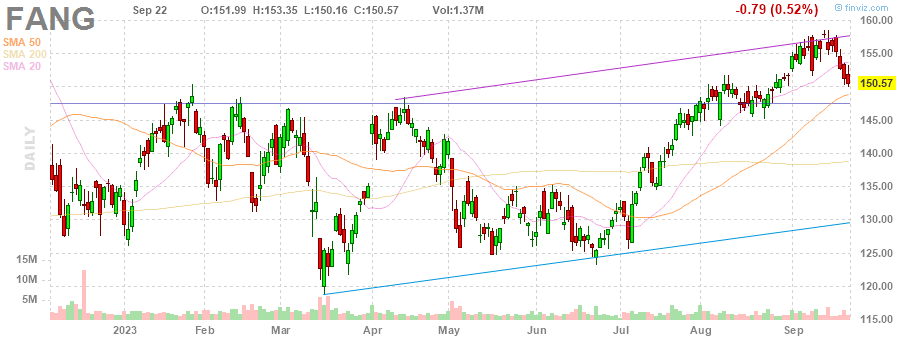 FANG
Sep 22 O:151.99 H:153.35 L:150.16 C:150.57 Vol:1.37M -0.79 (0.52%)
© finviz.com
SMA 50
SMA 200
SMA 20
DAILY
160.00
155.00
150.57
145.00
140.00
135.00
130.00
125.00
120.00
115.00
15M
10M
5M
2023 Feb Mar Apr May Jun Jul Aug Sep